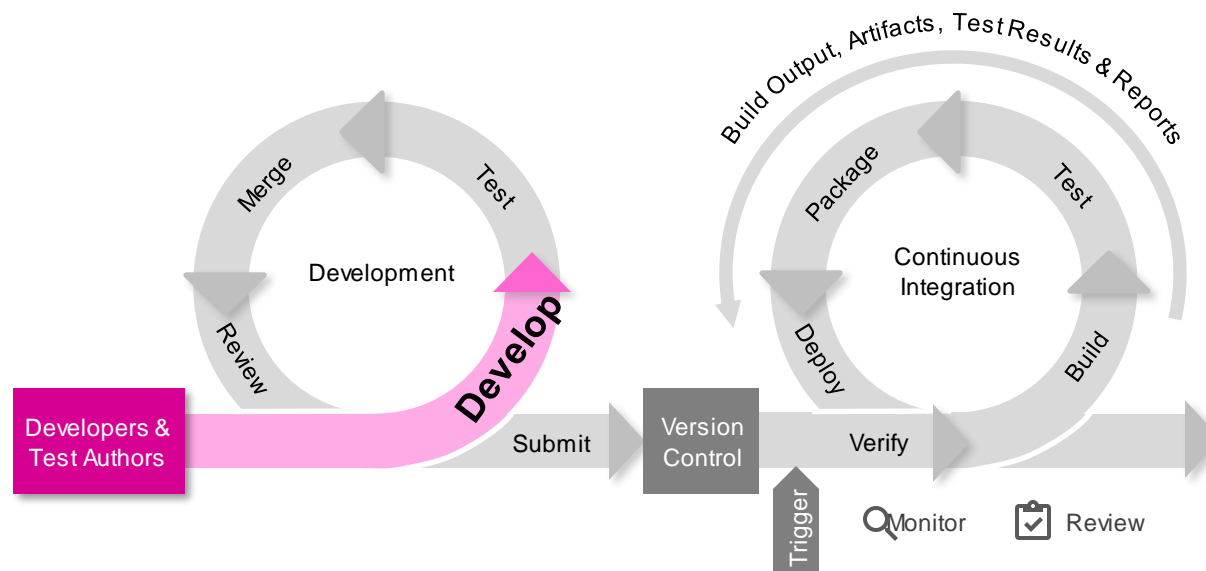 Build Output, Artifacts, Test Results & Reports
Merge
Test
Development
Review
Develop
Developers &
Test Authors
Submit
Package
Test
Continuous
Integration
Deploy
Build
Version
Control
Verify
Trigger
Monitor
Review